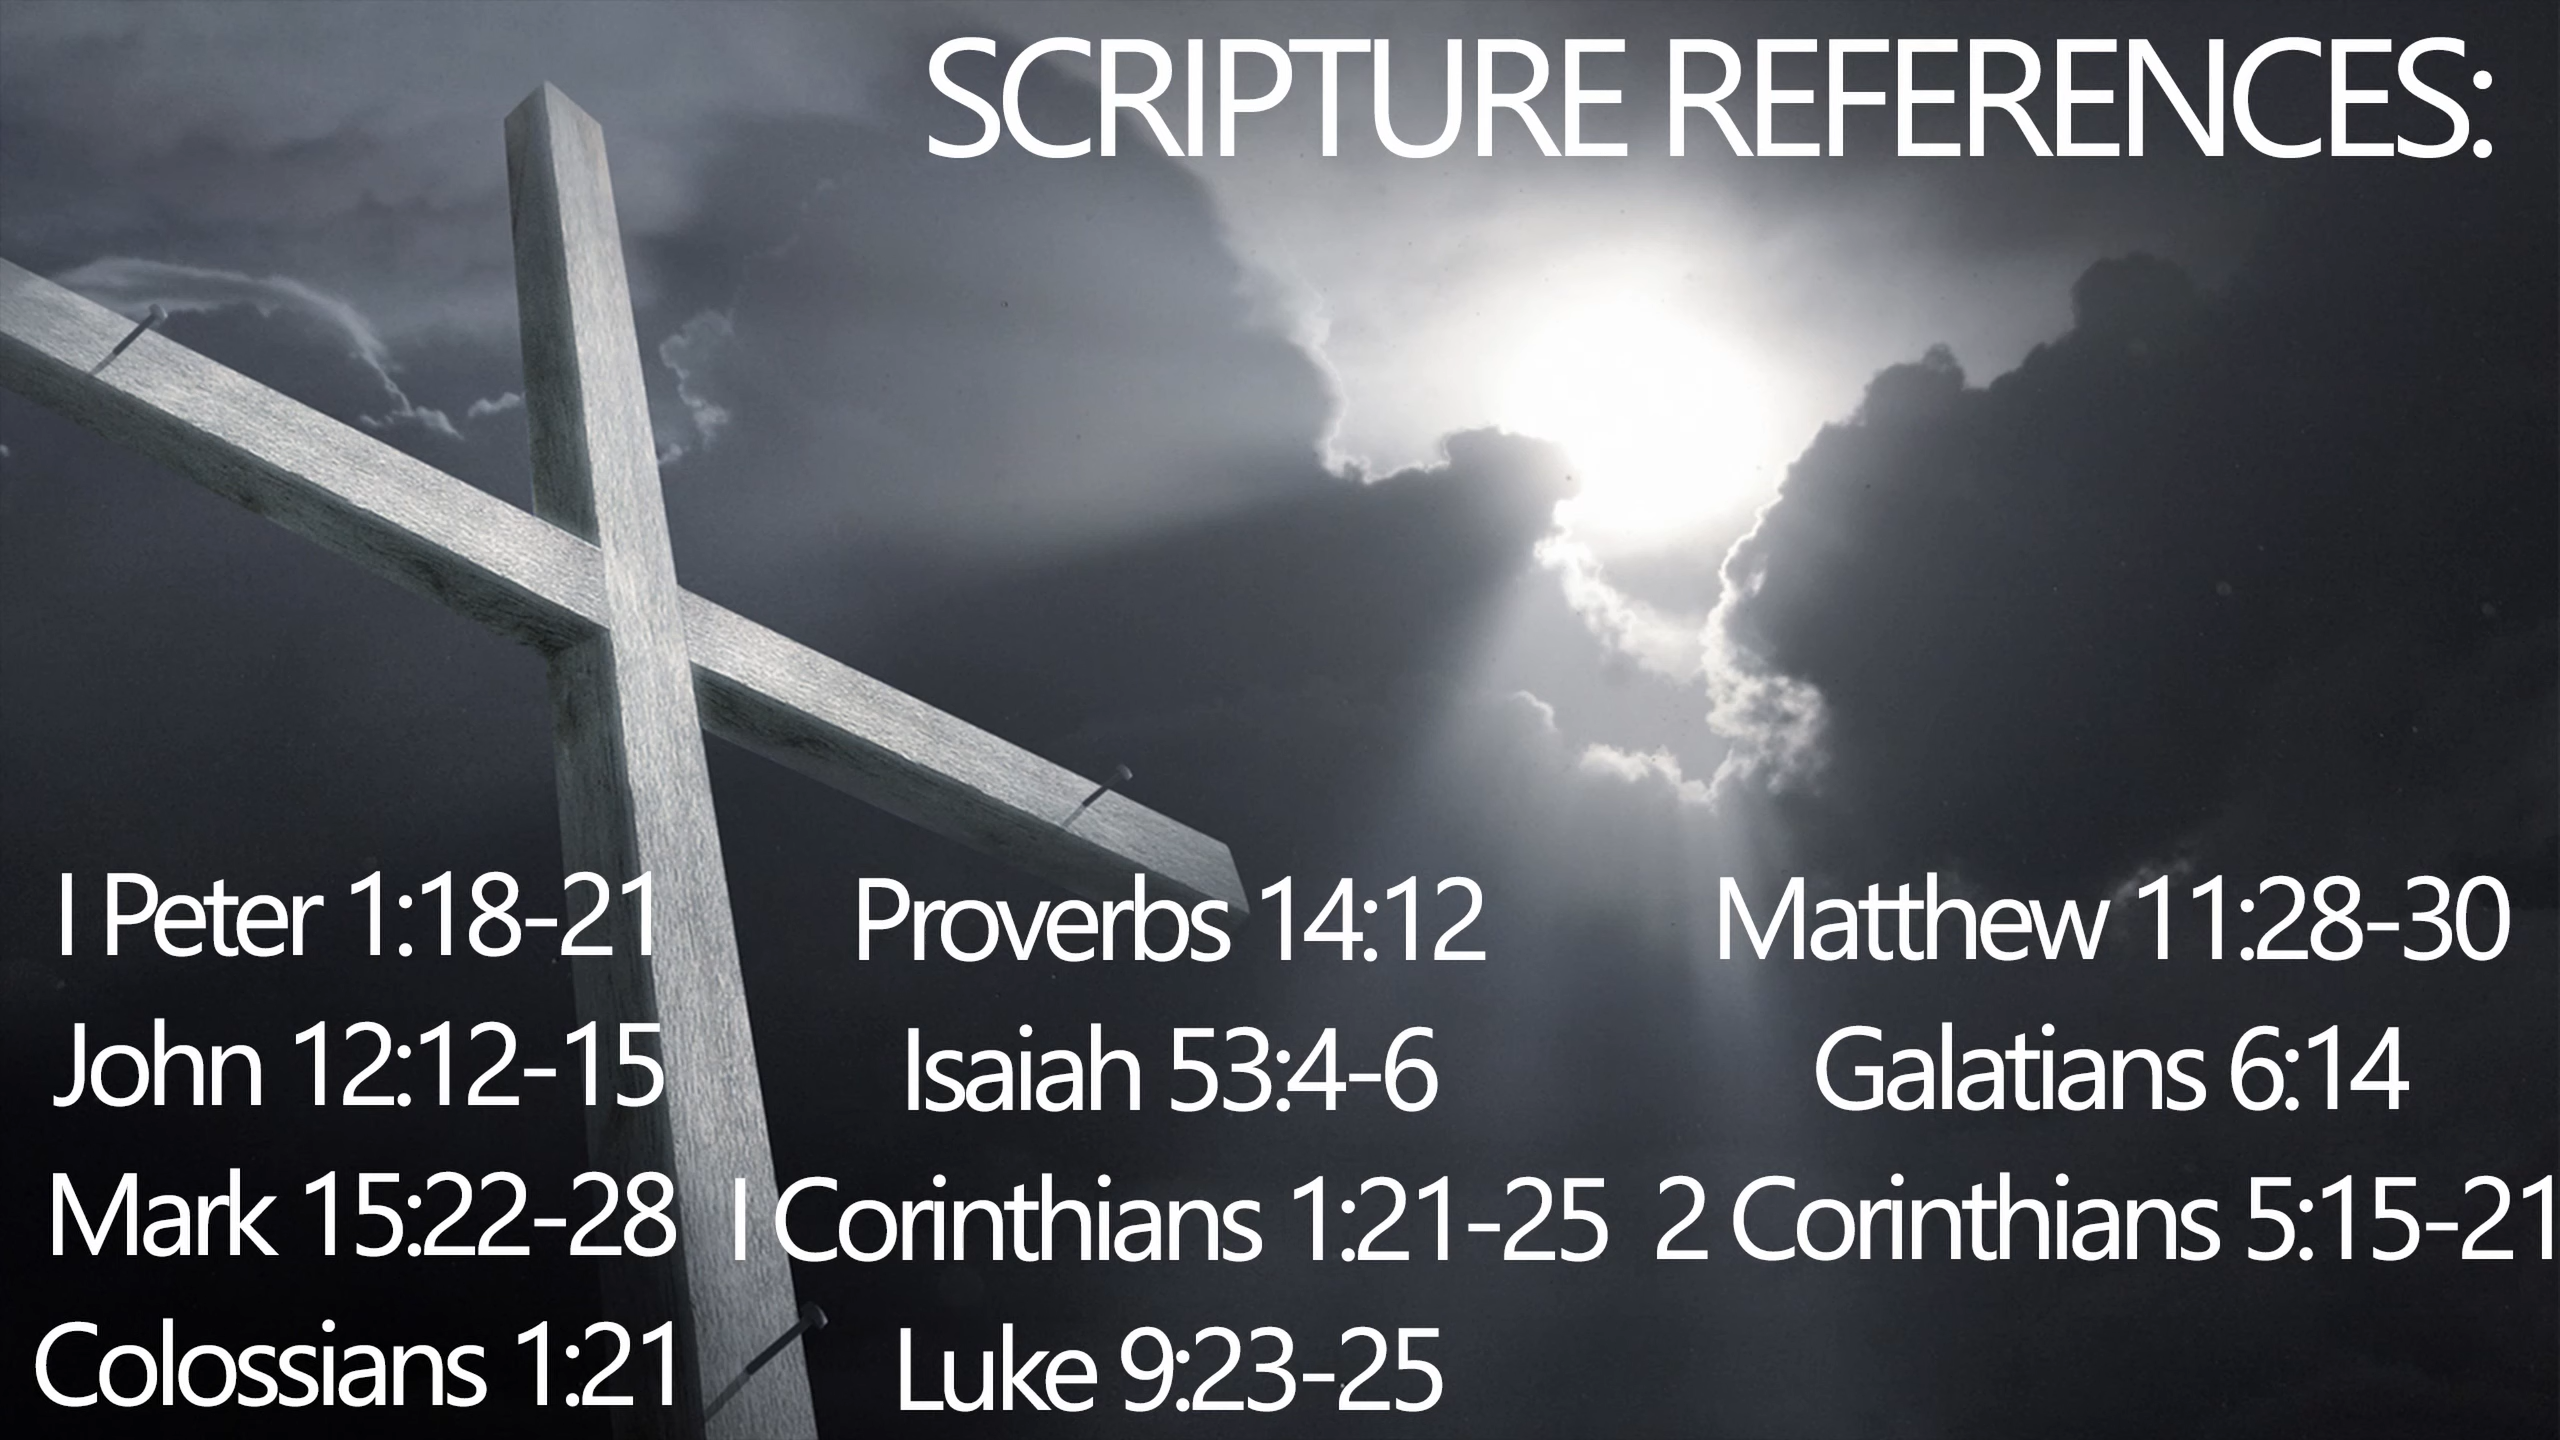 SCRIPTURE REFERENCES:
I Peter 1:18-21
John 12:12-15
Mark 15:22-28
Colossians 1:21
Proverbs 14:12
Isaiah 53:4-6
I Corinthians 1:21-25
Luke 9:23-25
Matthew 11:28-30
Galatians 6:14
2 Corinthians 5:15-21